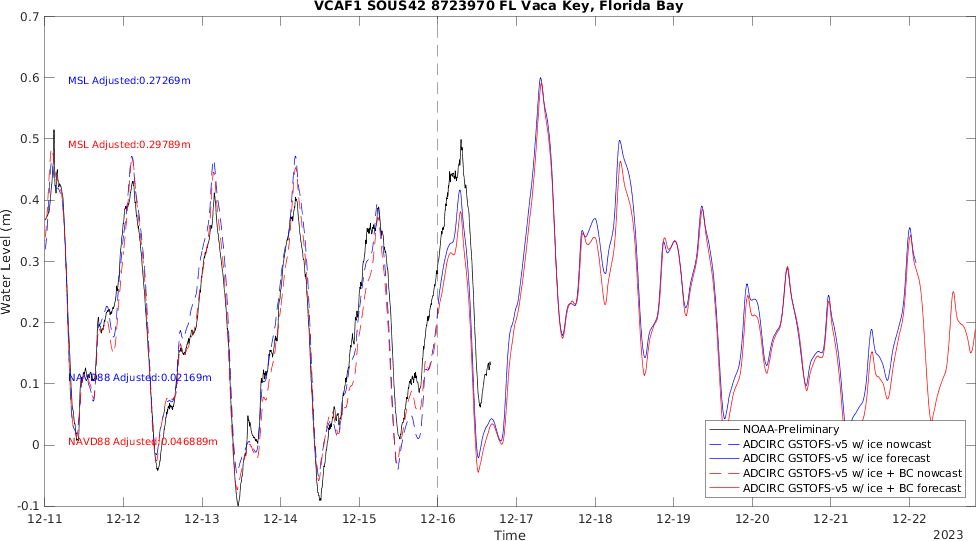 VCAF1 SOUS42 8723970 FL Vaca Key, Florida Bay
0.7
0.6
0.5
0.4
0.3
0.2
0.1
0
-0.1
Water Level (m)
MSL Adjusted:0.27269m
MSL Adjusted:0.29789m
NAVD88 Adjusted:0.02169m
NAVD88 Adjusted:0.046889m
NOAA-Preliminary
ADCIRC GSTOFS-v5 w/ ice nowcast
ADCIRC GSTOFS-v5 w/ ice forecast
ADCIRC GSTOFS-v5 w/ ice + BC nowcast
ADCIRC GSTOFS-v5 w/ ice + BC forecast
12-11 12-12 12-13 12-14 12-15 12-16 12-17 12-18 12-19 12-20 12-21 12-22
Time
2023